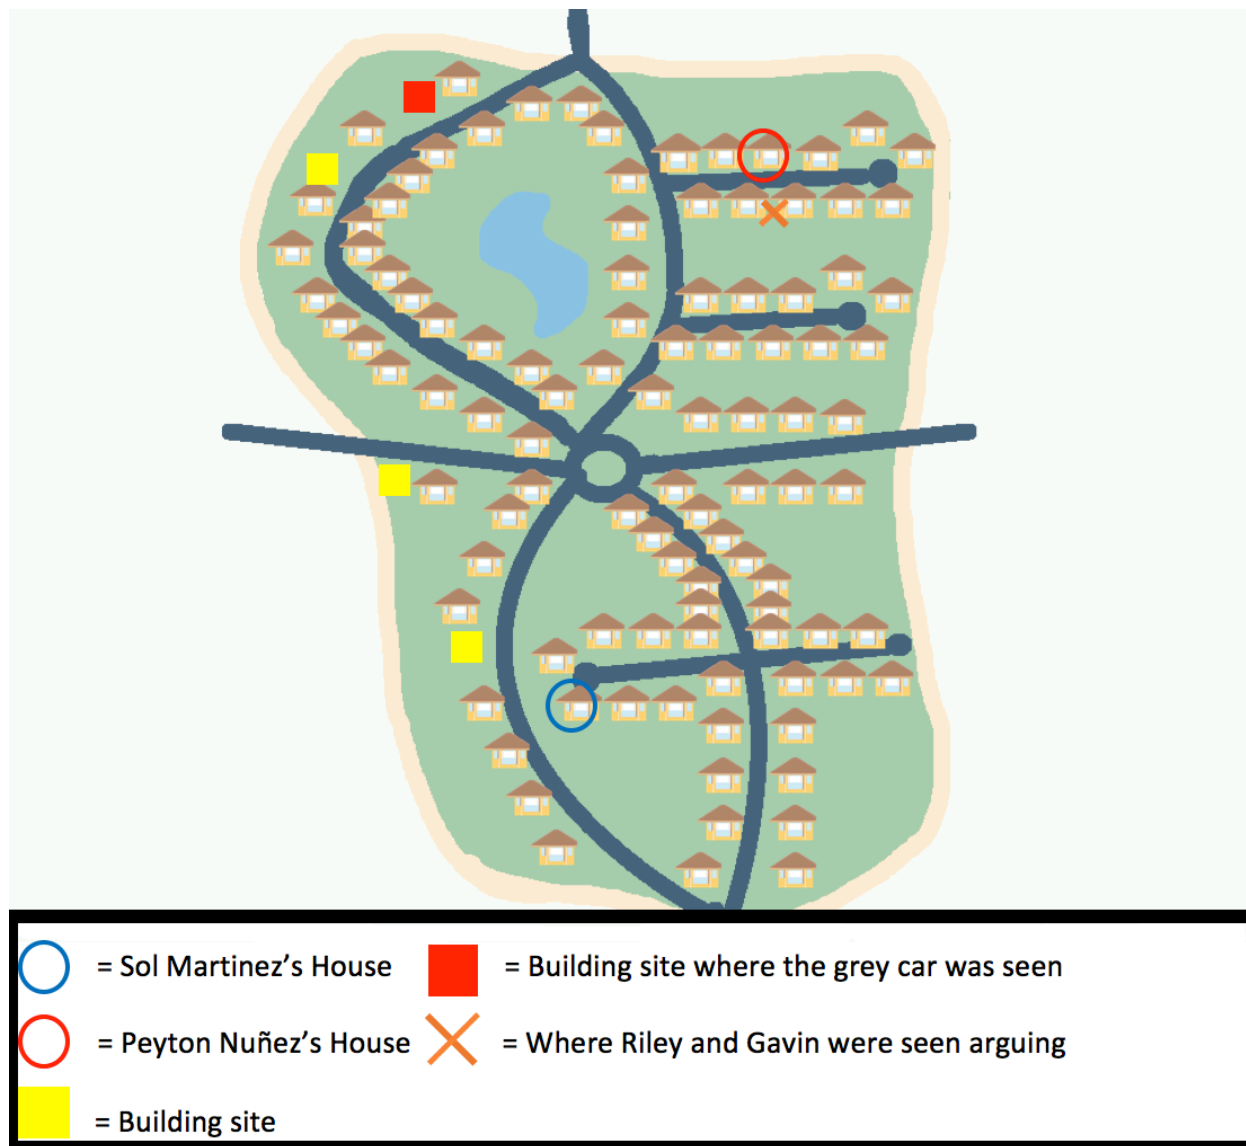 = Sol Martinez's House
= Building site where the grey car was seen
= Peyton Nuñez's House
= Where Riley and Gavin were seen arguing
= Building site